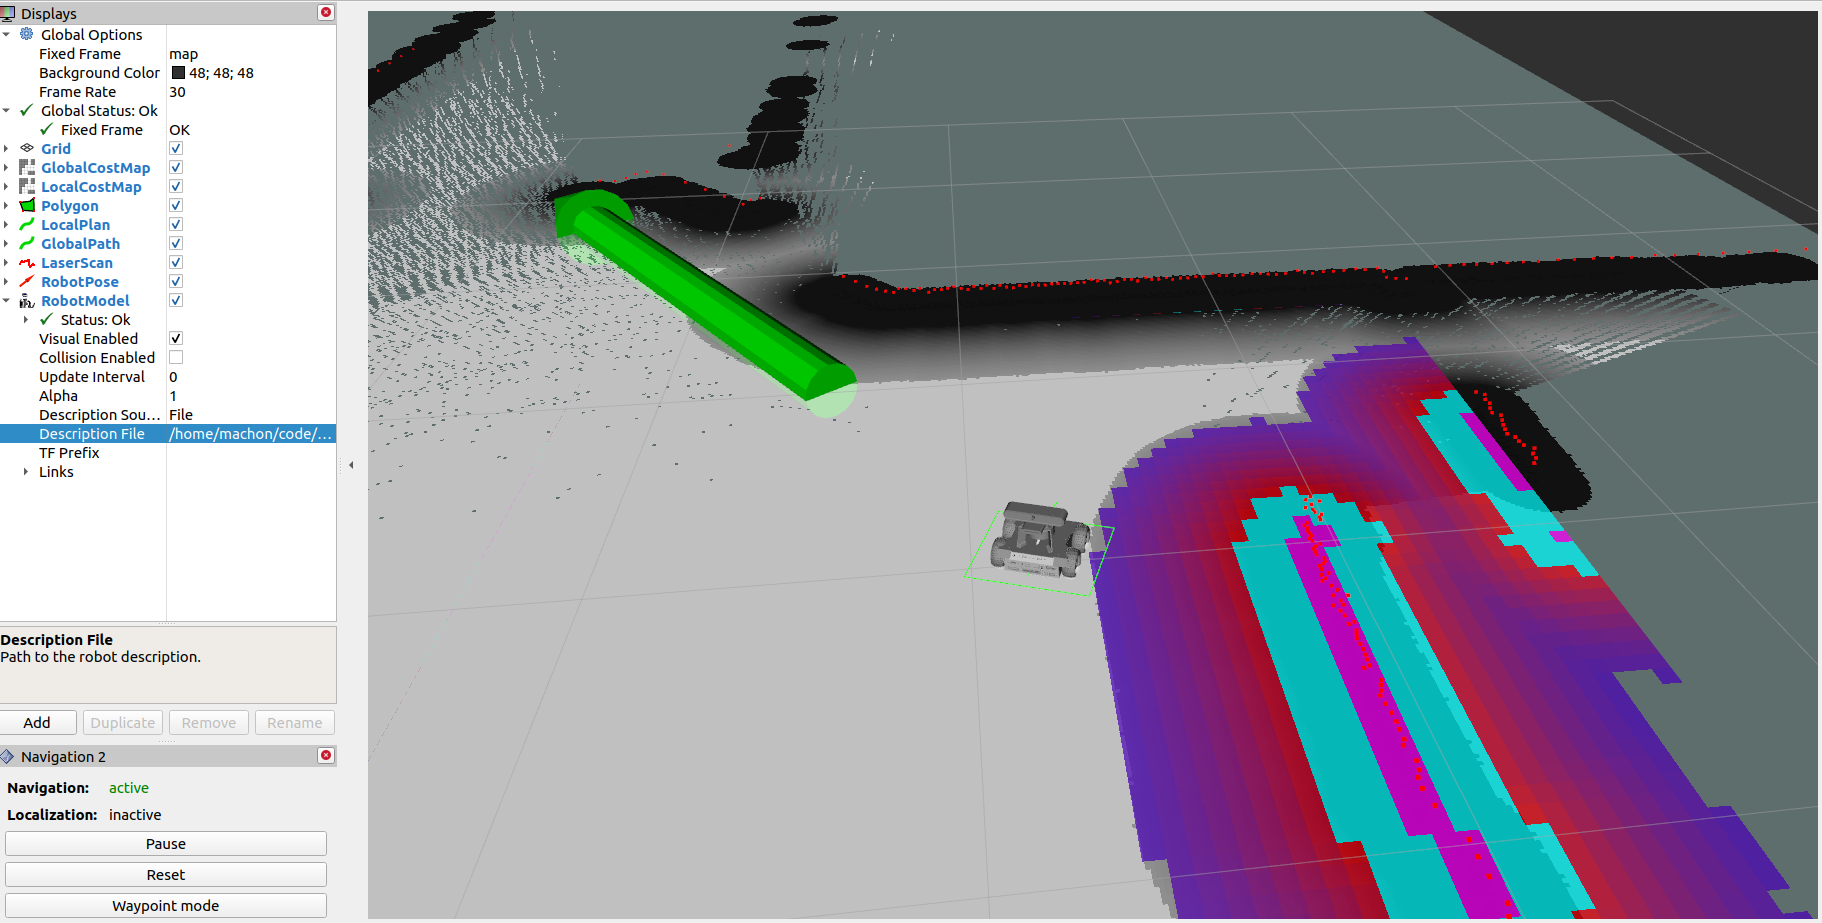 Displays
Global Options
Fixed Frame map
Background Color 48; 48; 48
Frame Rate 30
Global Status: Ok
Fixed Frame OK
Grid
GlobalCostMap
LocalCostMap
Polygon
LocalPlan
GlobalPath
LaserScan
RobotPose
RobotModel
Status: Ok
Visual Enabled
Collision Enabled
Update Interval 0
Alpha 1
Description Sou... File
Description File /home/machon/code/...
TF Prefix
Links
Description File
Path to the robot description.
Add Duplicate Remove Rename
Navigation 2
Navigation: active
Localization: inactive
Pause
Reset
Waypoint mode